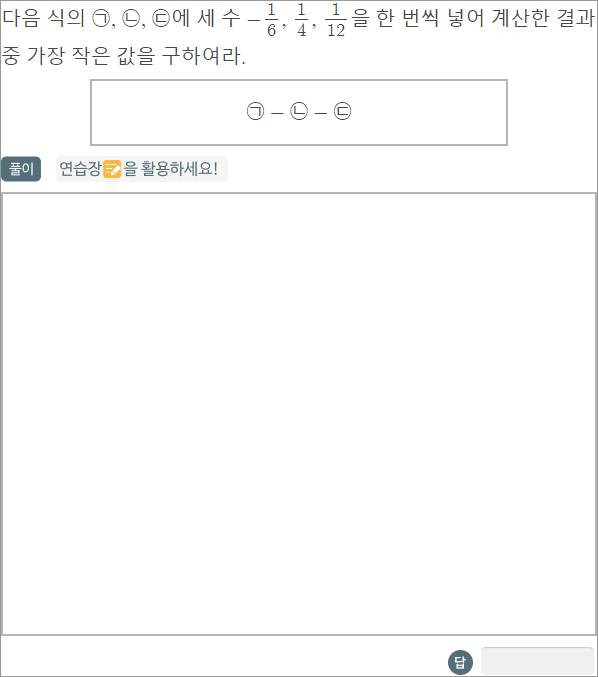 다음 식의 ㉠, ㉡, ㉢에 세 수 $-\frac{1}{6}$, $\frac{1}{4}$, $\frac{1}{12}$을 한 번씩 넣어 계산한 결과
중 가장 작은 값을 구하여라.
㉠ − ㉡ − ㉢
풀이 연습장을 활용하세요!
답